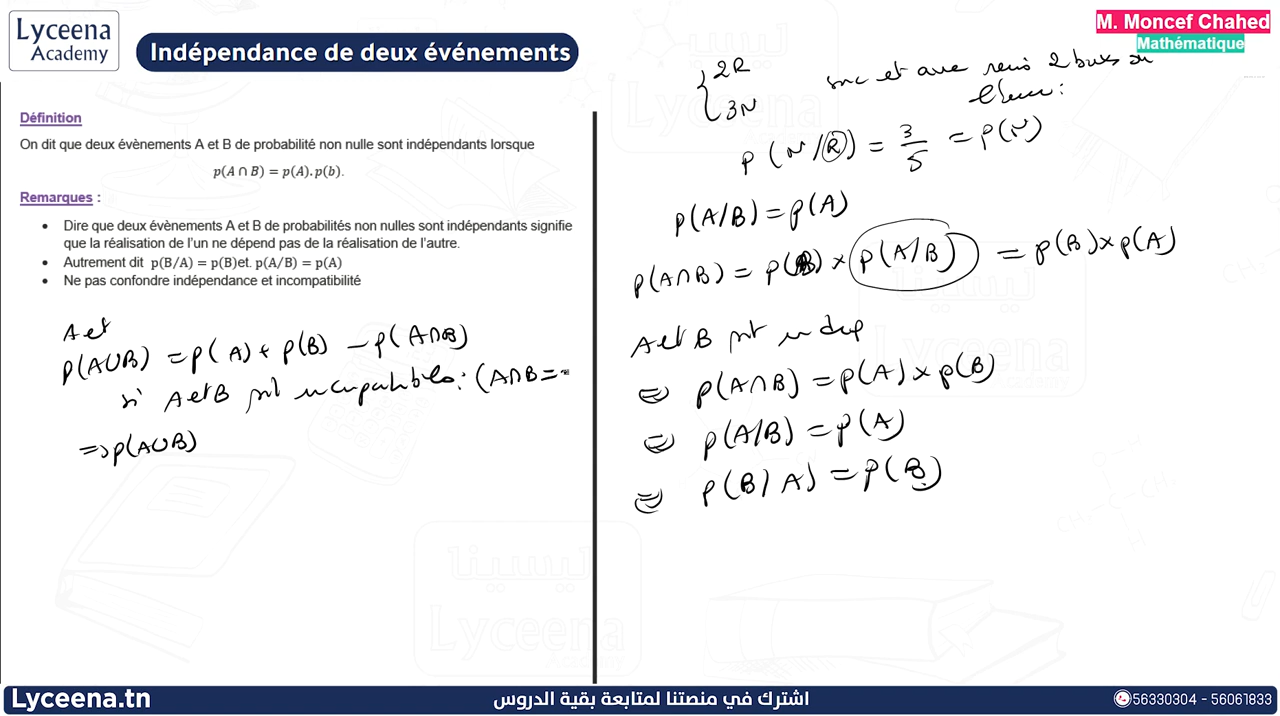 Lyceena
Academy
Indépendance de deux événements
M. Moncef Chahed
Mathématique
Définition
On dit que deux évènements A et B de probabilité non nulle sont indépendants lorsque
p(A ∩ B) = p(A). p(b).
Remarques :
• Dire que deux évènements A et B de probabilités non nulles sont indépendants signifie
que la réalisation de l'un ne dépend pas de la réalisation de l'autre.
• Autrement dit p(B/A) = p(B)et. p(A/B) = p(A)
• Ne pas confondre indépendance et incompatibilité
A et
p(A∪B) = p(A) + p(B) - p(A∩B)
si A et B sont incompatibles : (A∩B =
=> p(A∪B)
{ 2R
3N
et avec 2 boules
p(N/R) = 3/5 = p(N)
p(A/B) = p(A)
p(A∩B) = p(B) × p(A/B) = p(B) × p(A)
A et B sont indep
⇔ p(A∩B) = p(A) × p(B)
⇔ p(A/B) = p(A)
⇔ p(B/A) = p(B)
Lyceena.tn
اشترك في منصتنا لمتابعة بقية الدروس
56330304 - 56061833